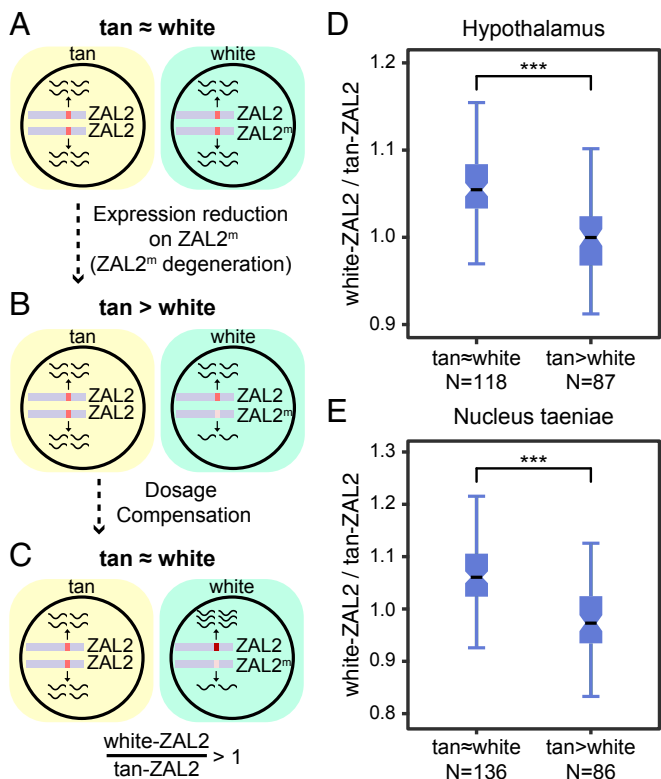 A
tan ≈ white
tan
white
ZAL2
ZAL2
ZAL2
ZAL2ᵐ
Expression reduction
on ZAL2ᵐ
(ZAL2ᵐ degeneration)
B
tan > white
tan
white
ZAL2
ZAL2
ZAL2
ZAL2ᵐ
Dosage
Compensation
C
tan ≈ white
tan
white
ZAL2
ZAL2
ZAL2
ZAL2ᵐ
white-ZAL2
tan-ZAL2
> 1
D
Hypothalamus
white-ZAL2 / tan-ZAL2
1.2
1.1
1.0
0.9
***
tan≈white
N=118
tan>white
N=87
E
Nucleus taeniae
white-ZAL2 / tan-ZAL2
1.3
1.2
1.1
1.0
0.9
0.8
***
tan≈white
N=136
tan>white
N=86